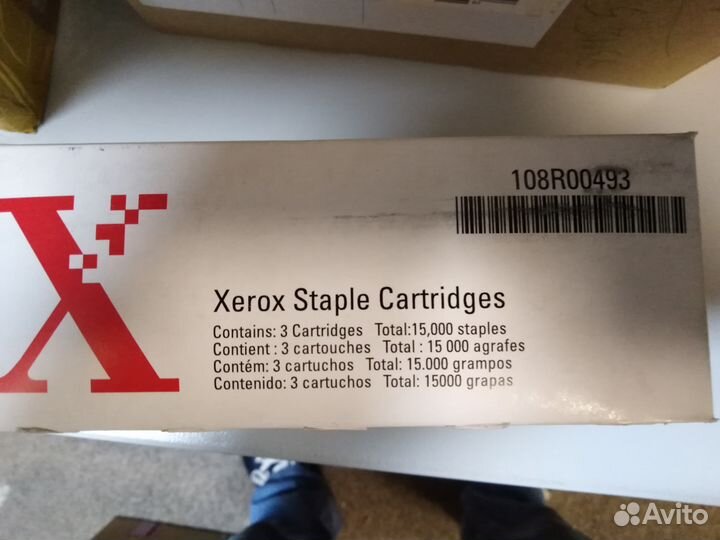 108R00493
X
Xerox Staple Cartridges
Contains: 3 Cartridges Total:15,000 staples
Contient : 3 cartouches Total : 15 000 agrafes
Contém: 3 cartuchos Total: 15.000 grampos
Contenido: 3 cartuchos Total: 15000 grapas
Avito